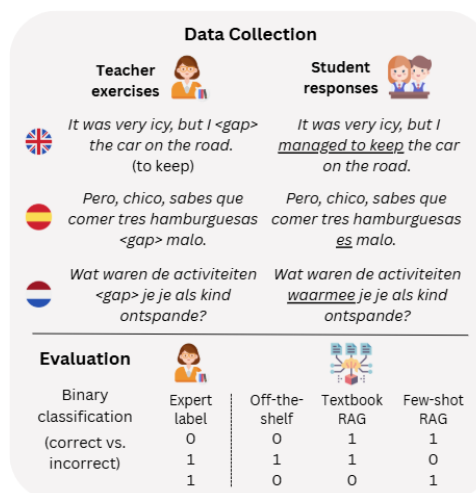 Data Collection
Teacher exercises
Student responses
It was very icy, but I <gap>
the car on the road.
(to keep)
It was very icy, but I
managed to keep the car
on the road.
Pero, chico, sabes que
comer tres hamburguesas
<gap> malo.
Pero, chico, sabes que
comer tres hamburguesas
es malo.
Wat waren de activiteiten
<gap> je je als kind
ontspande?
Wat waren de activiteiten
waarmee je je als kind
ontspande?
Evaluation
Binary
classification
(correct vs.
incorrect)
Expert label
Off-the-shelf
Textbook RAG
Few-shot RAG
0 0 1 1
1 1 1 0
1 0 0 1